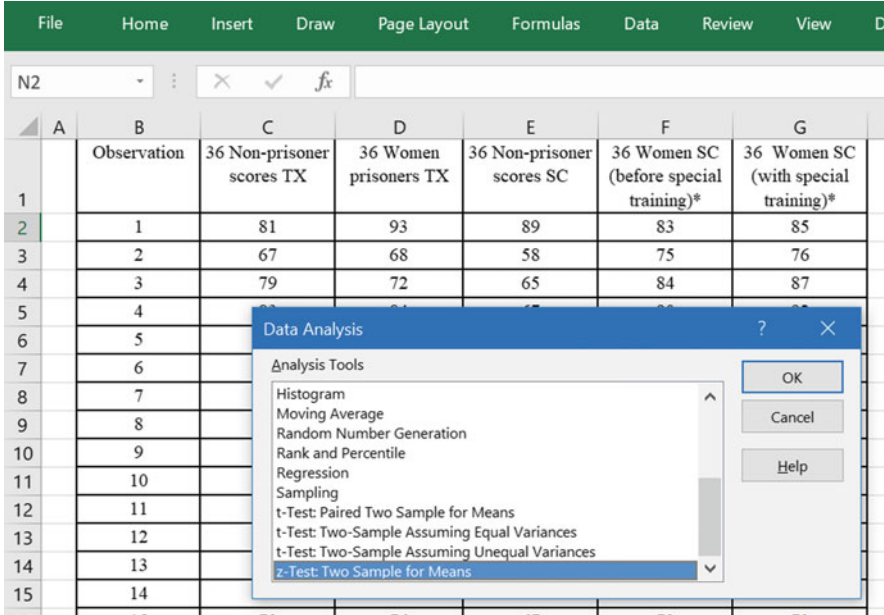 File Home Insert Draw Page Layout Formulas Data Review View
N2 fx
A B C D E F G
1 Observation 36 Non-prisoner scores TX 36 Women prisoners TX 36 Non-prisoner scores SC 36 Women SC (before special training)* 36 Women SC (with special training)*
2 1 81 93 89 83 85
3 2 67 68 58 75 76
4 3 79 72 65 84 87
5 4
Data Analysis ? ×
6 5
Analysis Tools
7 6
OK
8 7 Histogram
Moving Average
Cancel
9 8 Random Number Generation
10 9 Rank and Percentile
Help
11 10 Regression
Sampling
12 11 t-Test: Paired Two Sample for Means
13 12 t-Test: Two-Sample Assuming Equal Variances
t-Test: Two-Sample Assuming Unequal Variances
14 13 z-Test: Two Sample for Means
15 14